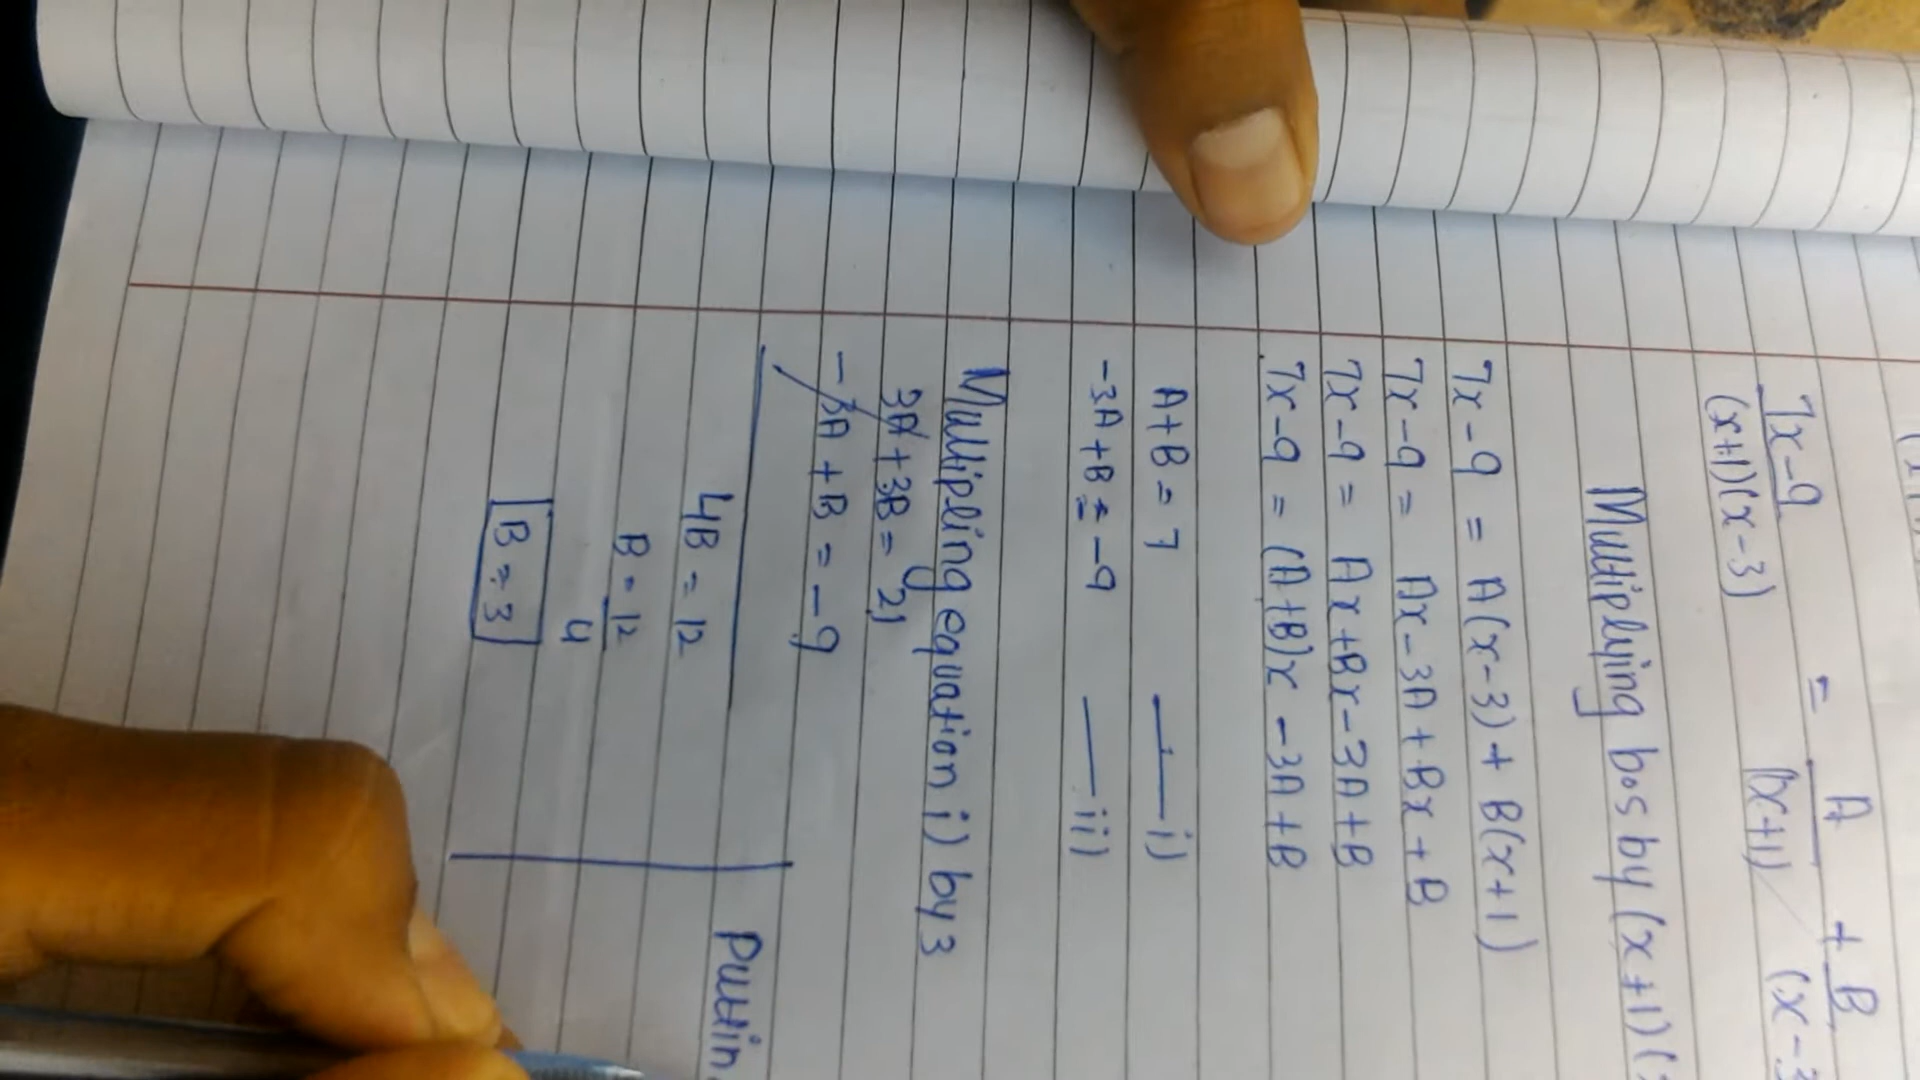 7x-9 / (x+1)(x-3) = A / (x+1) + B / (x-3
Multiplying bos by (x+1)(
7x-9 = A(x-3) + B(x+1)
7x-9 = Ax-3A+Bx+B
7x-9 = Ax+Bx-3A+B
7x-9 = (A+B)x -3A+B
A+B = 7 —— i)
-3A+B = -9 —— ii)
Multipling equation i) by 3
3A+3B = 21
-3A+B = -9
4B = 12
B = 12 / 4
B = 3
Puttin